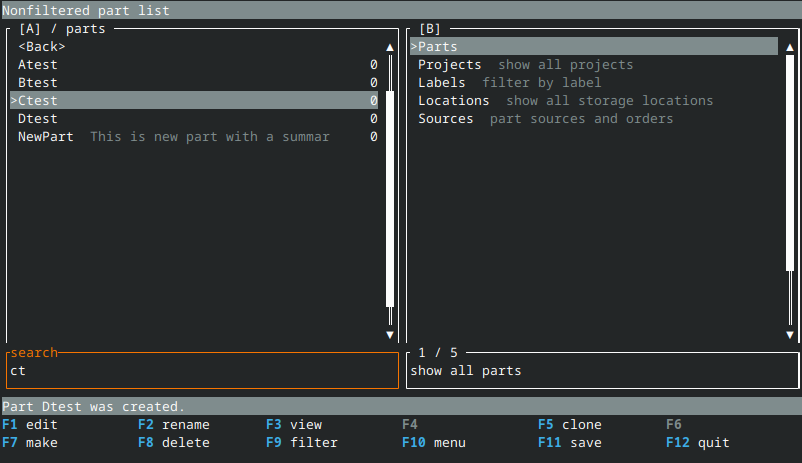 Nonfiltered part list
[A] / parts
<Back>
Atest 0
Btest 0
>Ctest 0
Dtest 0
NewPart This is new part with a summar 0
search
ct
[B]
>Parts
Projects show all projects
Labels filter by label
Locations show all storage locations
Sources part sources and orders
1 / 5
show all parts
Part Dtest was created.
F1 edit F2 rename F3 view F4 F5 clone F6
F7 make F8 delete F9 filter F10 menu F11 save F12 quit